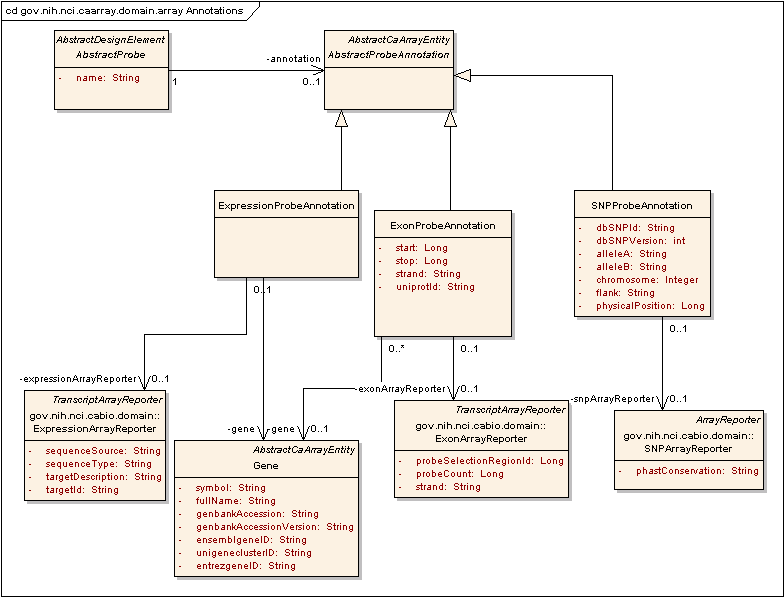 cd gov.nih.nci.caarray.domain.array Annotations
AbstractDesignElement
AbstractProbe
- name: String
1
-annotation
0..1
AbstractCaArrayEntity
AbstractProbeAnnotation
ExpressionProbeAnnotation
0..1
ExonProbeAnnotation
- start: Long
- stop: Long
- strand: String
- uniprotId: String
0..*
0..1
SNPProbeAnnotation
- dbSNPId: String
- dbSNPVersion: int
- alleleA: String
- alleleB: String
- chromosome: Integer
- flank: String
- physicalPosition: Long
0..1
-expressionArrayReporter
0..1
-exonArrayReporter
0..1
-snpArrayReporter
0..1
-gene
-gene
0..1
TranscriptArrayReporter
gov.nih.nci.cabio.domain::
ExpressionArrayReporter
- sequenceSource: String
- sequenceType: String
- targetDescription: String
- targetId: String
AbstractCaArrayEntity
Gene
- symbol: String
- fullName: String
- genbankAccession: String
- genbankAccessionVersion: String
- ensemblgeneID: String
- unigeneclusterID: String
- entrezgeneID: String
TranscriptArrayReporter
gov.nih.nci.cabio.domain::
ExonArrayReporter
- probeSelectionRegionId: Long
- probeCount: Long
- strand: String
ArrayReporter
gov.nih.nci.cabio.domain::
SNPArrayReporter
- phastConservation: String